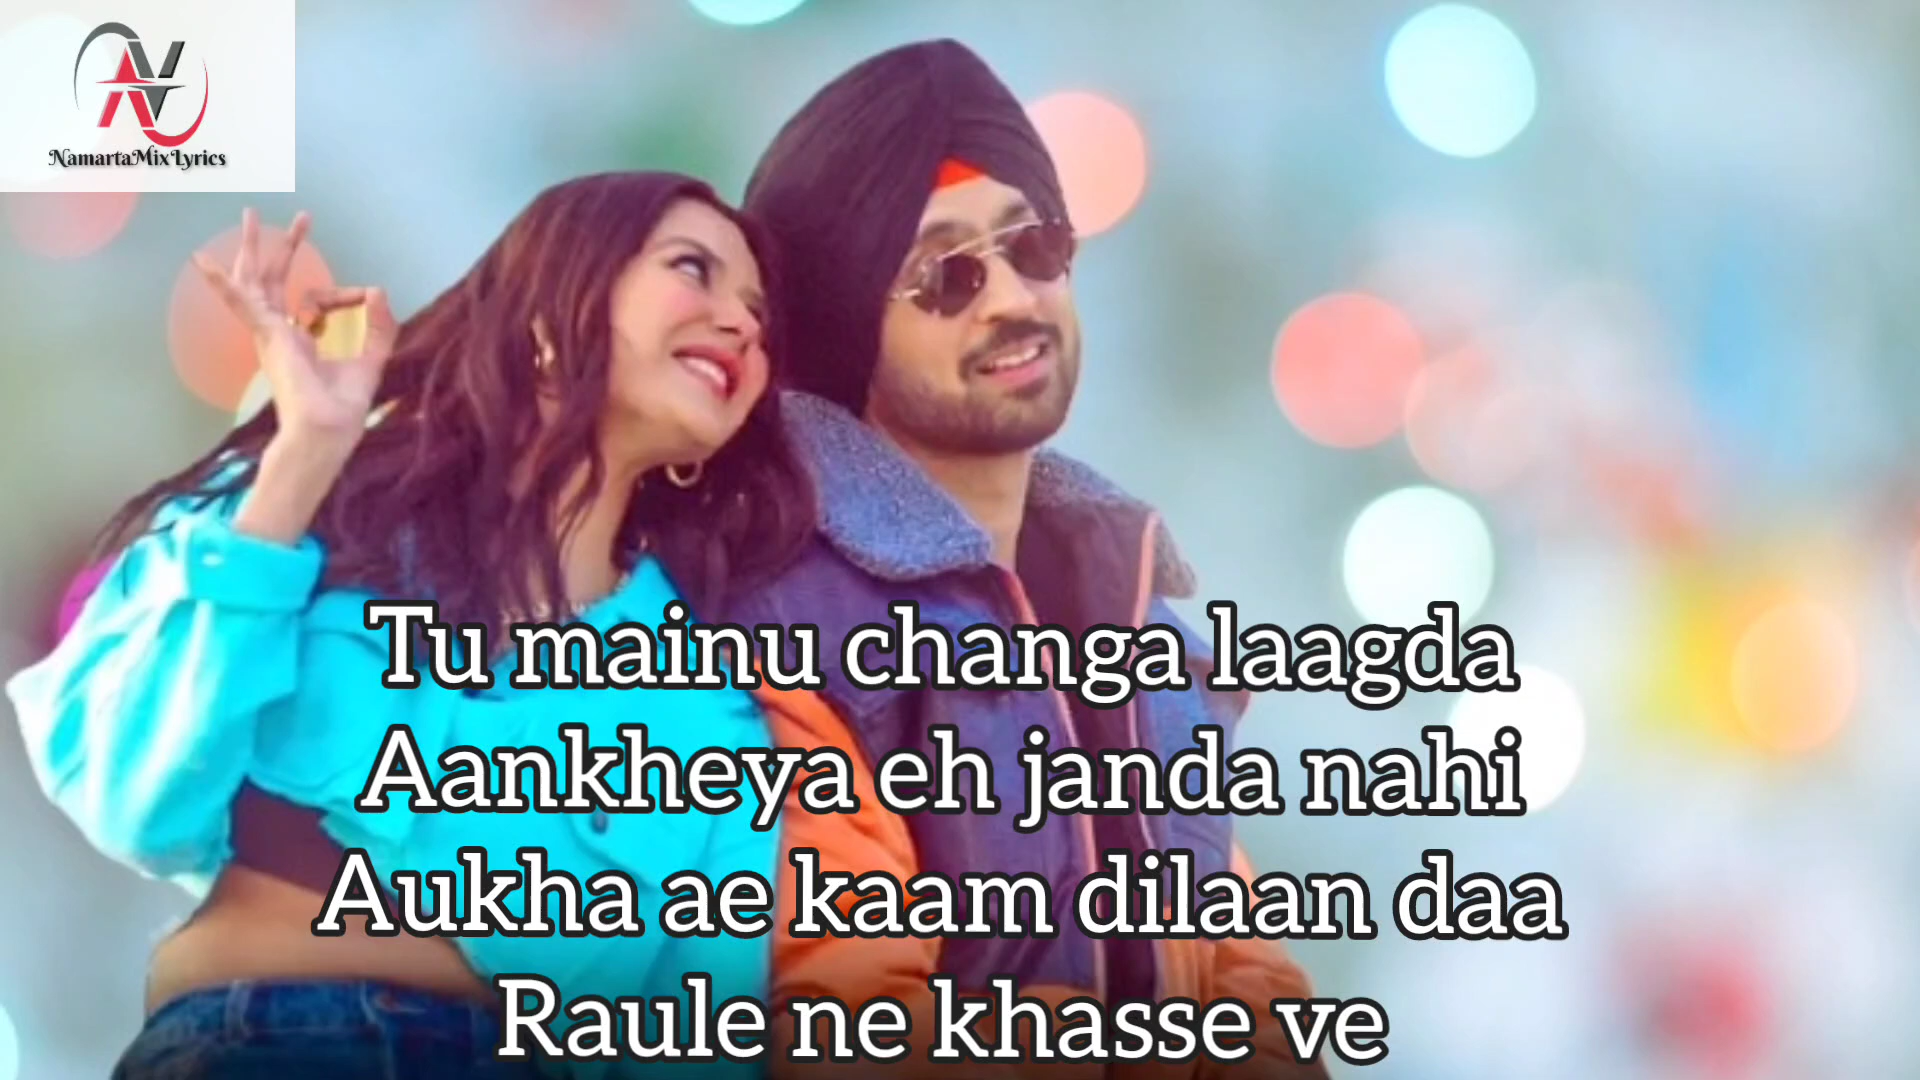 NamartaMixLyrics
Tu mainu changa laagda
Aankheya eh janda nahi
Aukha ae kaam dilaan daa
Raule ne khasse ve